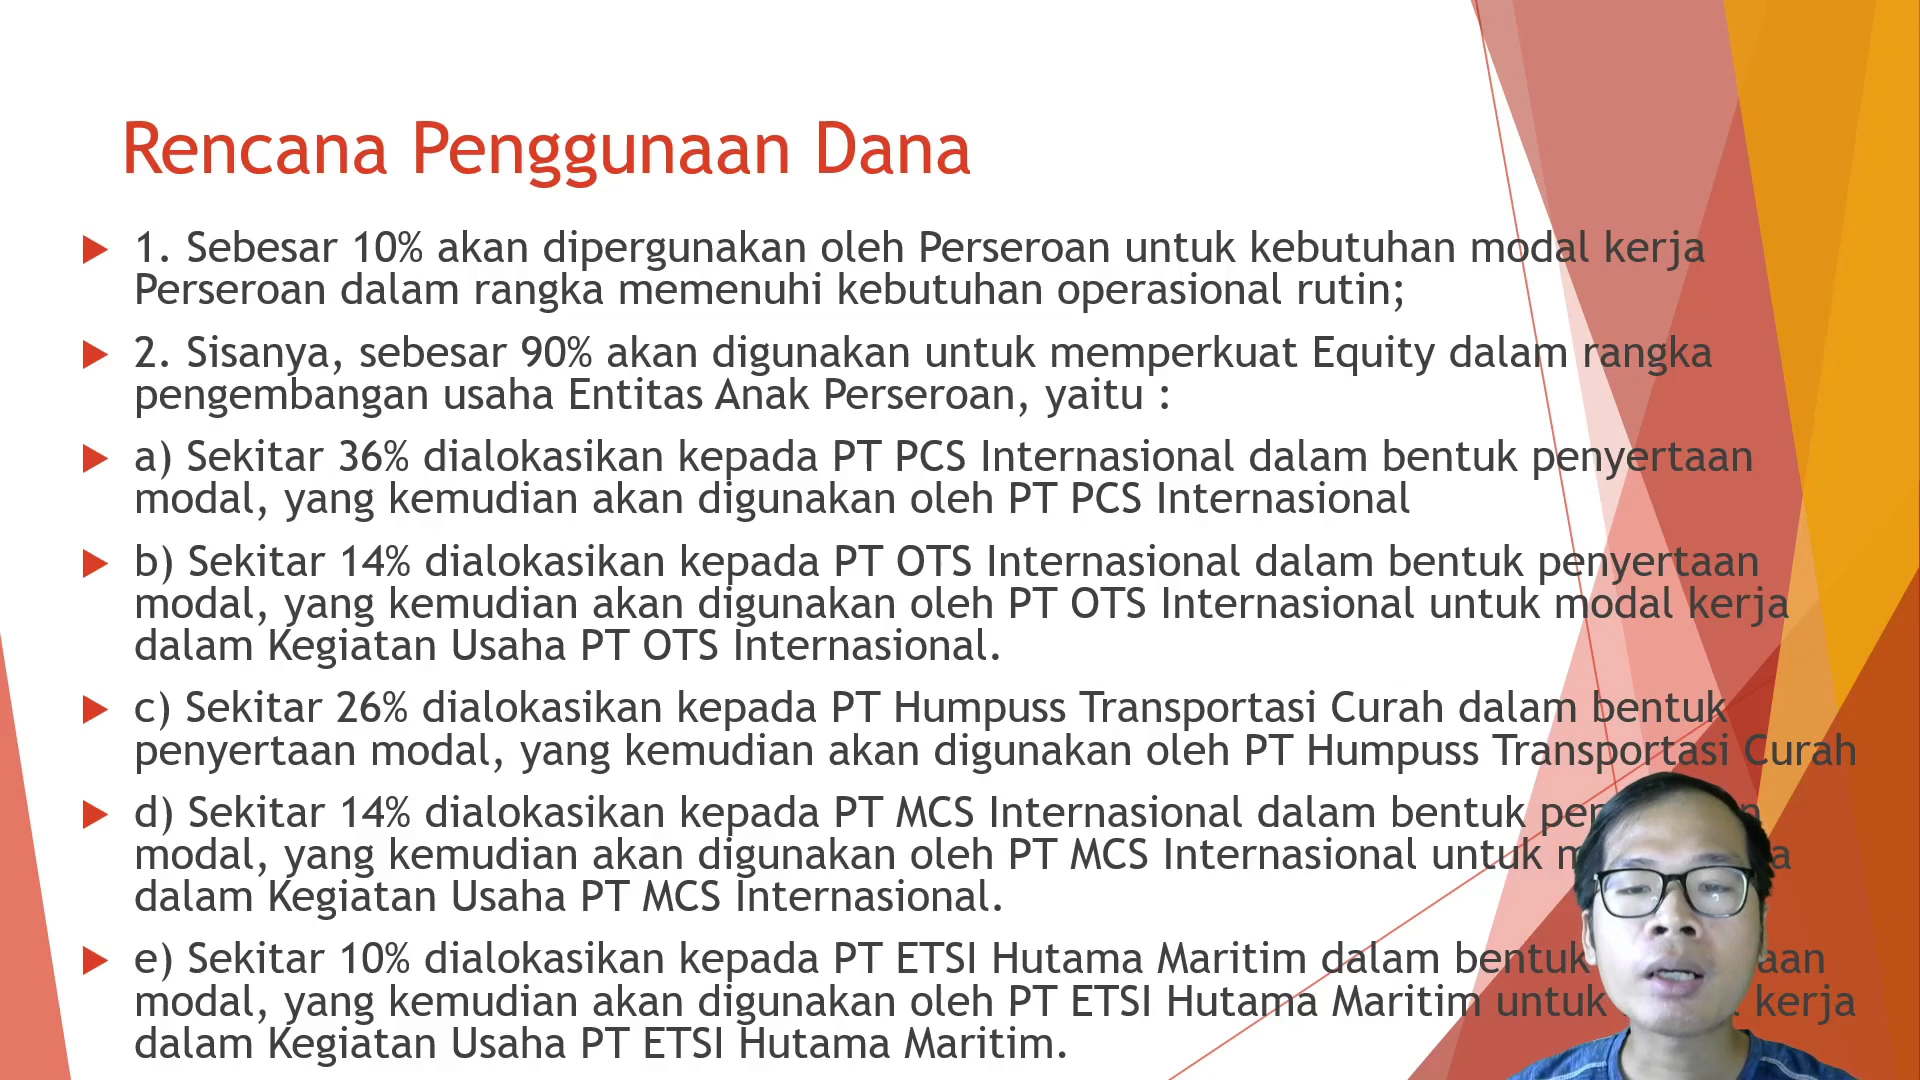 Rencana Penggunaan Dana
1. Sebesar 10% akan dipergunakan oleh Perseroan untuk kebutuhan modal kerja
Perseroan dalam rangka memenuhi kebutuhan operasional rutin;
2. Sisanya, sebesar 90% akan digunakan untuk memperkuat Equity dalam rangka
pengembangan usaha Entitas Anak Perseroan, yaitu :
a) Sekitar 36% dialokasikan kepada PT PCS Internasional dalam bentuk penyertaan
modal, yang kemudian akan digunakan oleh PT PCS Internasional
b) Sekitar 14% dialokasikan kepada PT OTS Internasional dalam bentuk penyertaan
modal, yang kemudian akan digunakan oleh PT OTS Internasional untuk modal kerja
dalam Kegiatan Usaha PT OTS Internasional.
c) Sekitar 26% dialokasikan kepada PT Humpuss Transportasi Curah dalam bentuk
penyertaan modal, yang kemudian akan digunakan oleh PT Humpuss Transportasi Curah
d) Sekitar 14% dialokasikan kepada PT MCS Internasional dalam bentuk
modal, yang kemudian akan digunakan oleh PT MCS Internasional untuk
dalam Kegiatan Usaha PT MCS Internasional.
e) Sekitar 10% dialokasikan kepada PT ETSI Hutama Maritim dalam bentuk
modal, yang kemudian akan digunakan oleh PT ETSI Hutama Maritim untuk kerja
dalam Kegiatan Usaha PT ETSI Hutama Maritim.